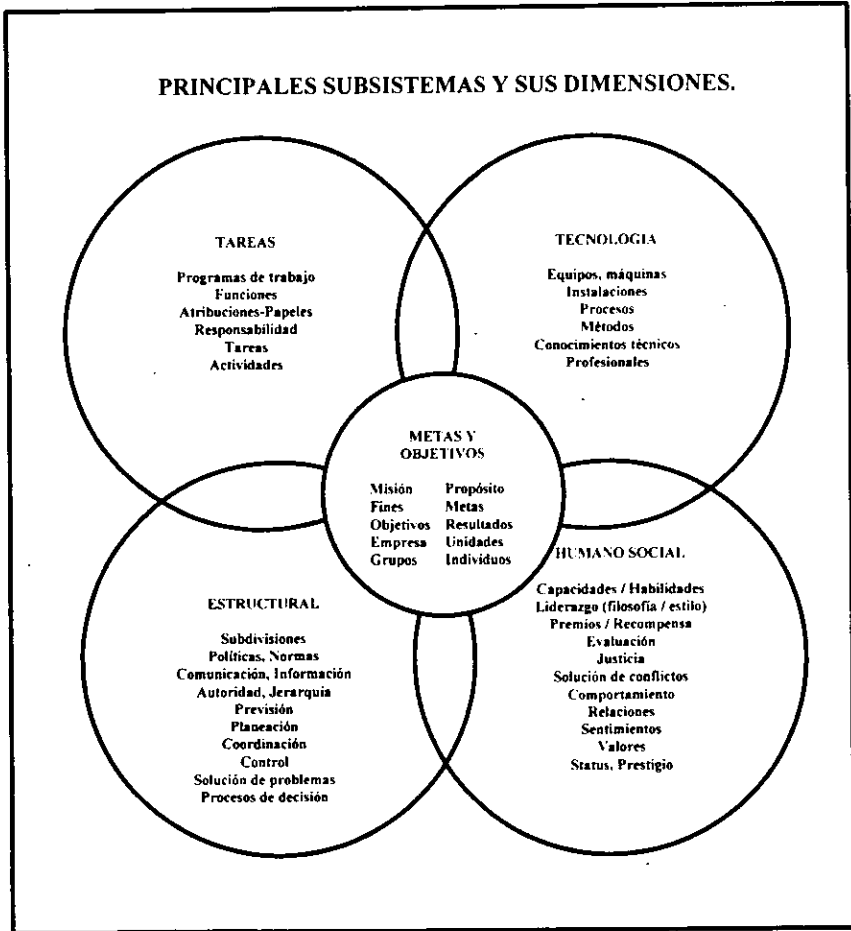 PRINCIPALES SUBSISTEMAS Y SUS DIMENSIONES.
TAREAS
Programas de trabajo
Funciones
Atribuciones-Papeles
Responsabilidad
Tareas
Actividades
TECNOLOGIA
Equipos, máquinas
Instalaciones
Procesos
Métodos
Conocimientos técnicos
Profesionales
METAS Y
OBJETIVOS
Misión Propósito
Fines Metas
Objetivos Resultados
Empresa Unidades
Grupos Individuos
ESTRUCTURAL
Subdivisiones
Políticas, Normas
Comunicación, Información
Autoridad, Jerarquia
Previsión
Planeación
Coordinación
Control
Solución de problemas
Procesos de decisión
HUMANO SOCIAL
Capacidades / Habilidades
Liderazgo (filosofía / estilo)
Premios / Recompensa
Evaluación
Justicia
Solución de conflictos
Comportamiento
Relaciones
Sentimientos
Valores
Status, Prestigio